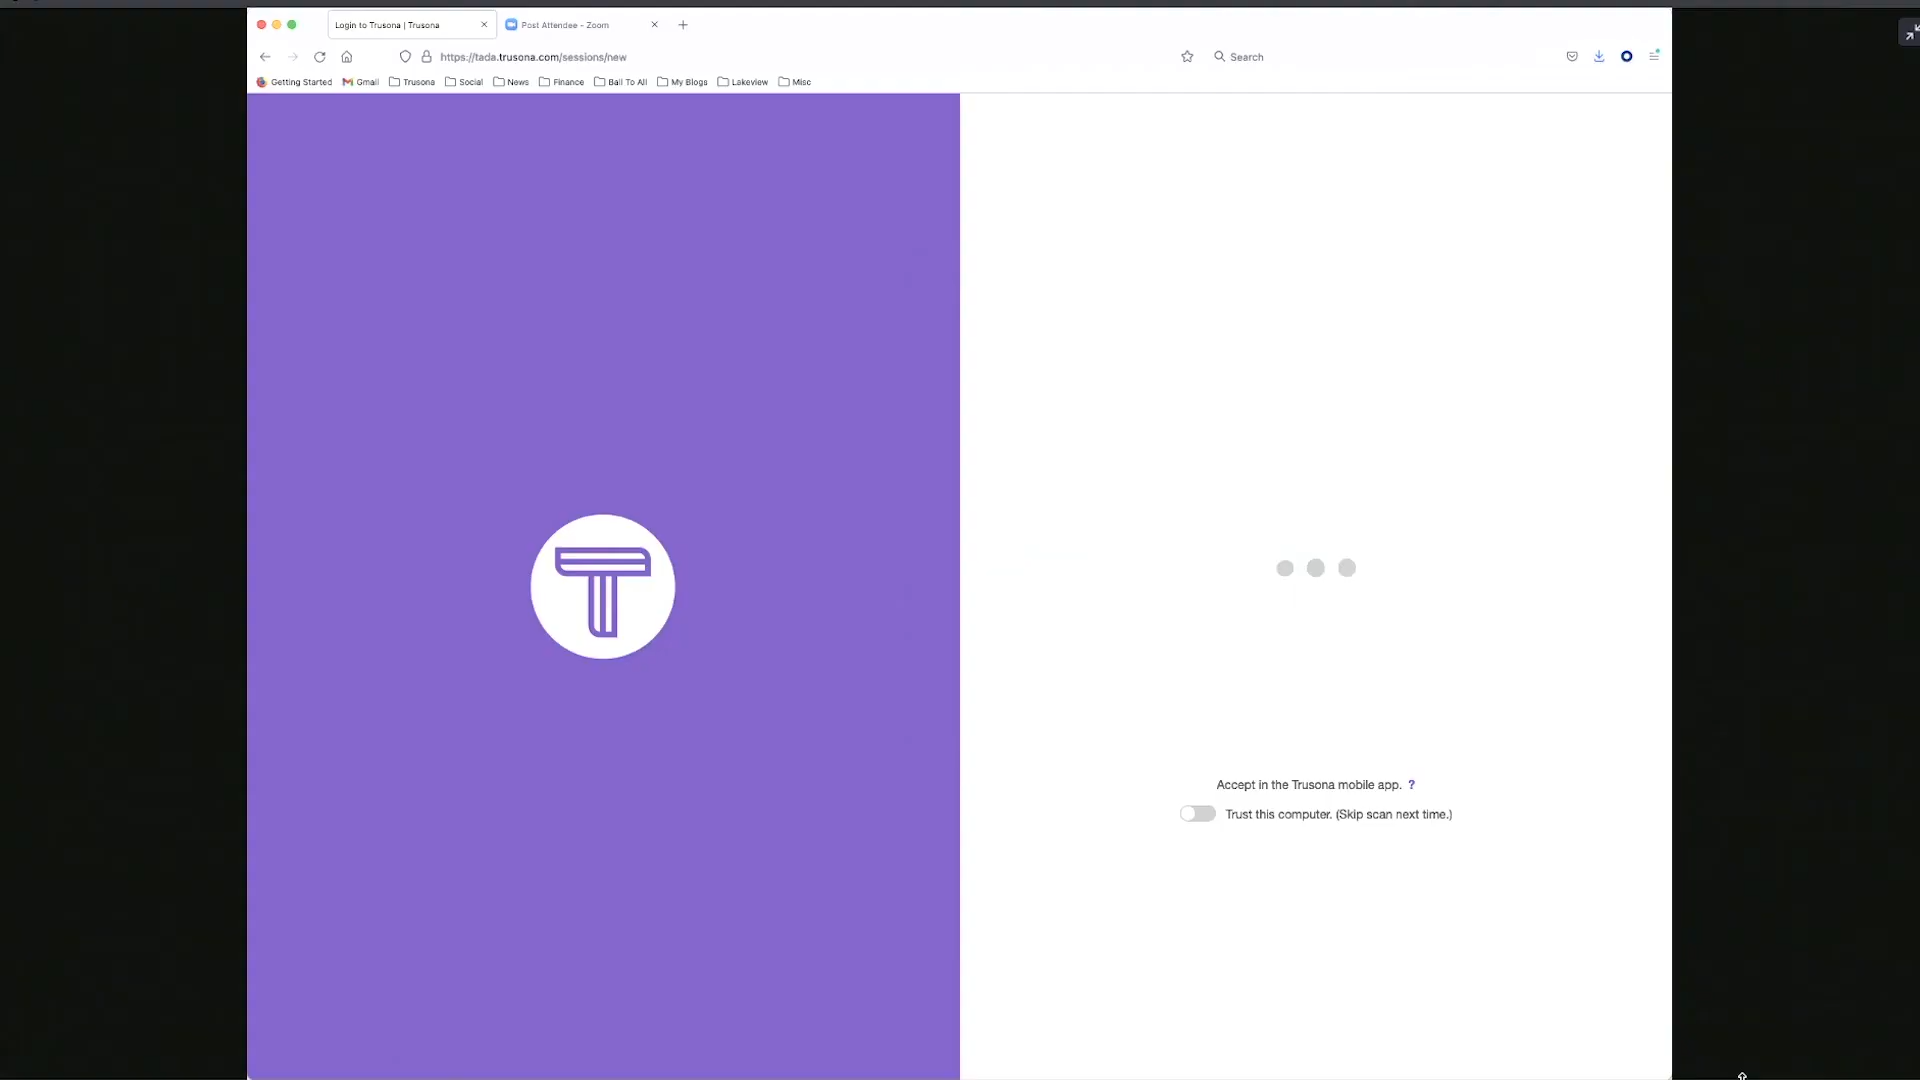 Login to Trusona | Trusona
Post Attendee - Zoom
https://tada.trusona.com/sessions/new
Search
Getting Started Gmail Trusona Social News Finance Ball To All My Blogs Lakeview Misc
T
Accept in the Trusona mobile app. ?
Trust this computer. (Skip scan next time.)